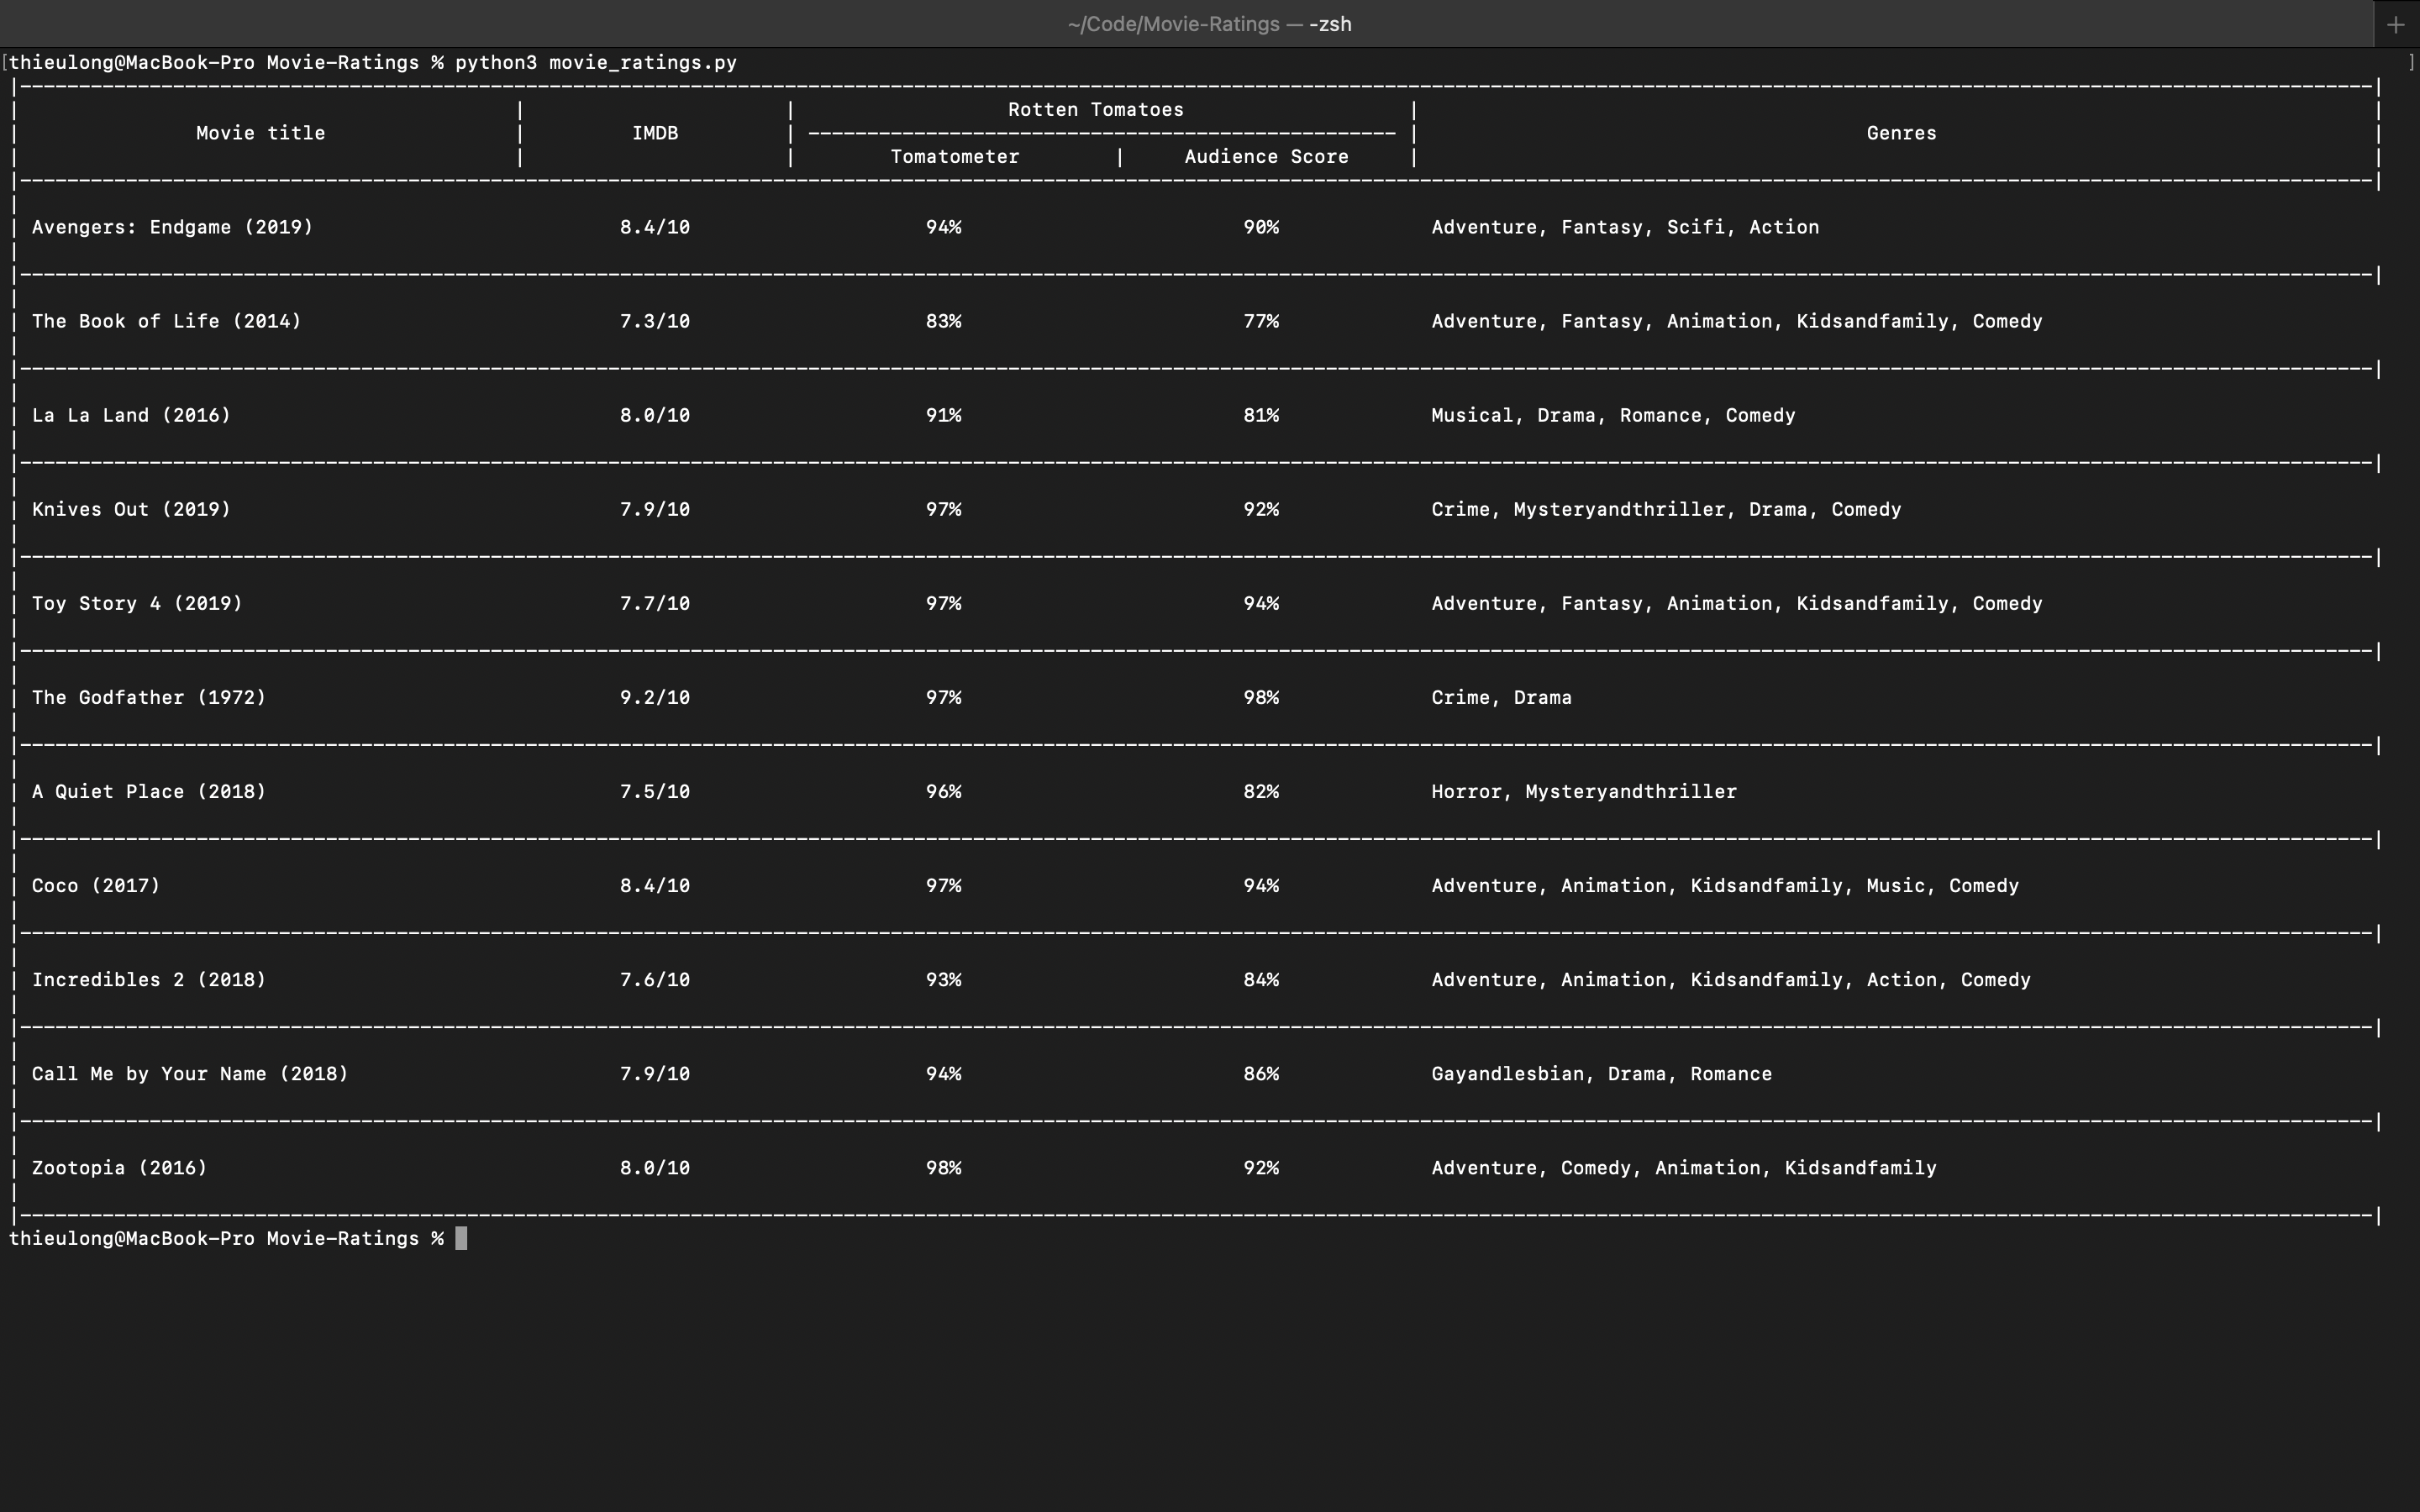 ~/Code/Movie-Ratings — -zsh
thieulong@MacBook-Pro Movie-Ratings % python3 movie_ratings.py
Rotten Tomatoes
Movie title | IMDB | Genres
Tomatometer | Audience Score
Avengers: Endgame (2019) 8.4/10 94% 90% Adventure, Fantasy, Scifi, Action
The Book of Life (2014) 7.3/10 83% 77% Adventure, Fantasy, Animation, Kidsandfamily, Comedy
La La Land (2016) 8.0/10 91% 81% Musical, Drama, Romance, Comedy
Knives Out (2019) 7.9/10 97% 92% Crime, Mysteryandthriller, Drama, Comedy
Toy Story 4 (2019) 7.7/10 97% 94% Adventure, Fantasy, Animation, Kidsandfamily, Comedy
The Godfather (1972) 9.2/10 97% 98% Crime, Drama
A Quiet Place (2018) 7.5/10 96% 82% Horror, Mysteryandthriller
Coco (2017) 8.4/10 97% 94% Adventure, Animation, Kidsandfamily, Music, Comedy
Incredibles 2 (2018) 7.6/10 93% 84% Adventure, Animation, Kidsandfamily, Action, Comedy
Call Me by Your Name (2018) 7.9/10 94% 86% Gayandlesbian, Drama, Romance
Zootopia (2016) 8.0/10 98% 92% Adventure, Comedy, Animation, Kidsandfamily
thieulong@MacBook-Pro Movie-Ratings %